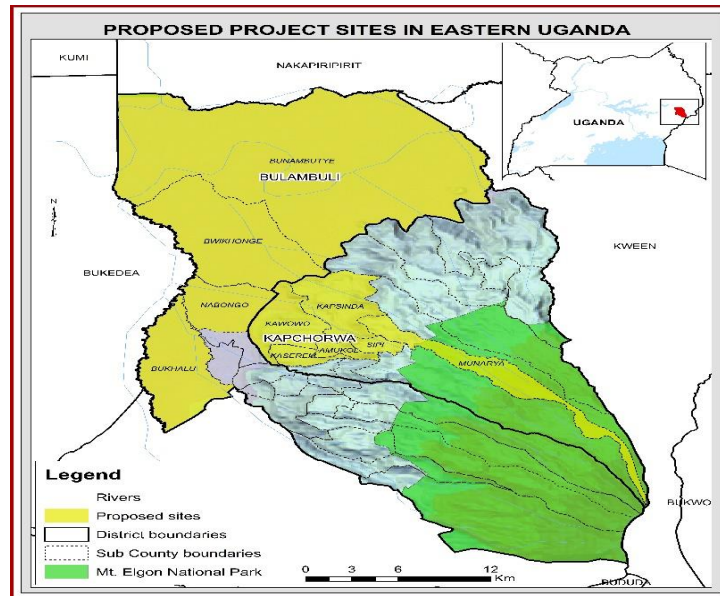 PROPOSED PROJECT SITES IN EASTERN UGANDA
KUMI
NAKAPIRIPIRIT
UGANDA
BUNAMBUTYE
BULAMBULI
N
BWIKHONGE
KWEEN
BUKEDEA
NABONGO
KAPSINDA
KAWOWO
KAPCHORWA
SIPI
AMUKOL
KASEREM
BUKHALU
MUNARYA
Legend
Rivers
Proposed sites
District boundaries
Sub County boundaries
Mt. Elgon National Park
0 3 6 12
Km
BUKWO
BUDUDA